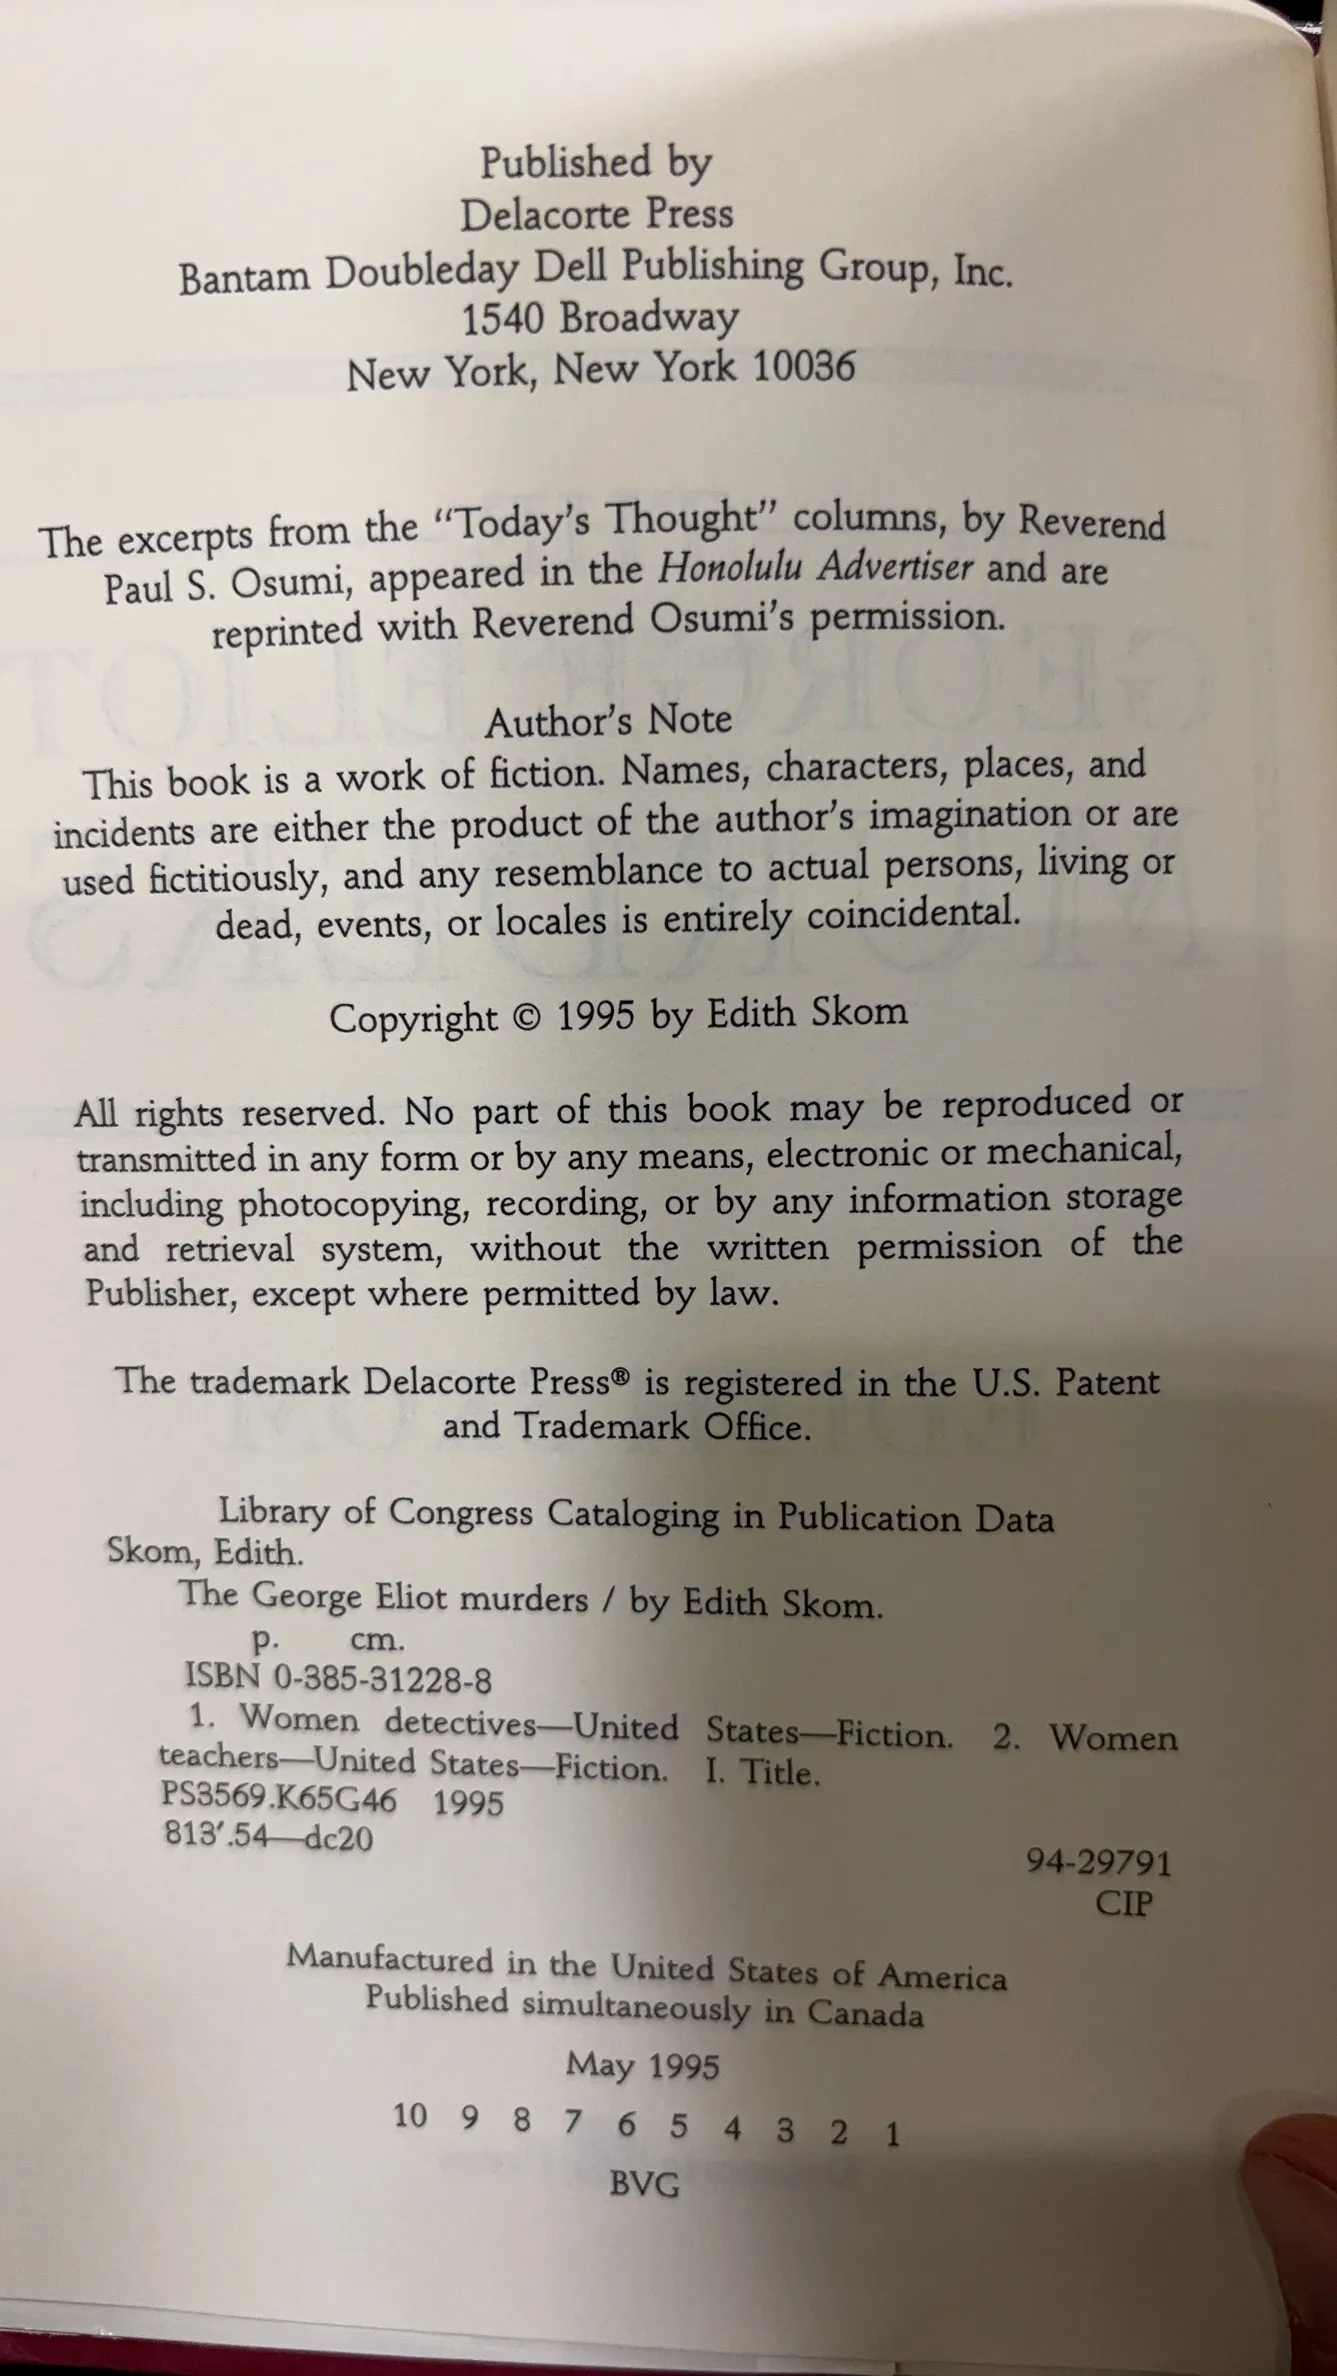 Published by
Delacorte Press
Bantam Doubleday Dell Publishing Group, Inc.
1540 Broadway
New York, New York 10036
The excerpts from the “Today’s Thought” columns, by Reverend
Paul S. Osumi, appeared in the Honolulu Advertiser and are
reprinted with Reverend Osumi’s permission.
Author’s Note
This book is a work of fiction. Names, characters, places, and
incidents are either the product of the author’s imagination or are
used fictitiously, and any resemblance to actual persons, living or
dead, events, or locales is entirely coincidental.
Copyright © 1995 by Edith Skom
All rights reserved. No part of this book may be reproduced or
transmitted in any form or by any means, electronic or mechanical,
including photocopying, recording, or by any information storage
and retrieval system, without the written permission of the
Publisher, except where permitted by law.
The trademark Delacorte Press® is registered in the U.S. Patent
and Trademark Office.
Library of Congress Cataloging in Publication Data
Skom, Edith.
The George Eliot murders / by Edith Skom.
p. cm.
ISBN 0-385-31228-8
1. Women detectives—United States—Fiction. 2. Women
teachers—United States—Fiction. I. Title.
PS3569.K65G46 1995
813′.54—dc20
94-29791
CIP
Manufactured in the United States of America
Published simultaneously in Canada
May 1995
10 9 8 7 6 5 4 3 2 1
BVG